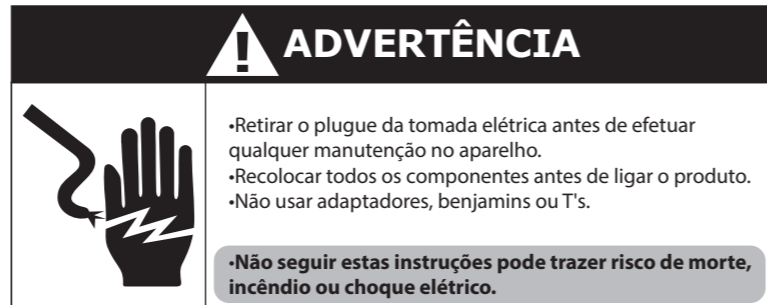 ! ADVERTÊNCIA
•Retirar o plugue da tomada elétrica antes de efetuar
qualquer manutenção no aparelho.
•Recolocar todos os componentes antes de ligar o produto.
•Não usar adaptadores, benjamins ou T's.
•Não seguir estas instruções pode trazer risco de morte,
incêndio ou choque elétrico.